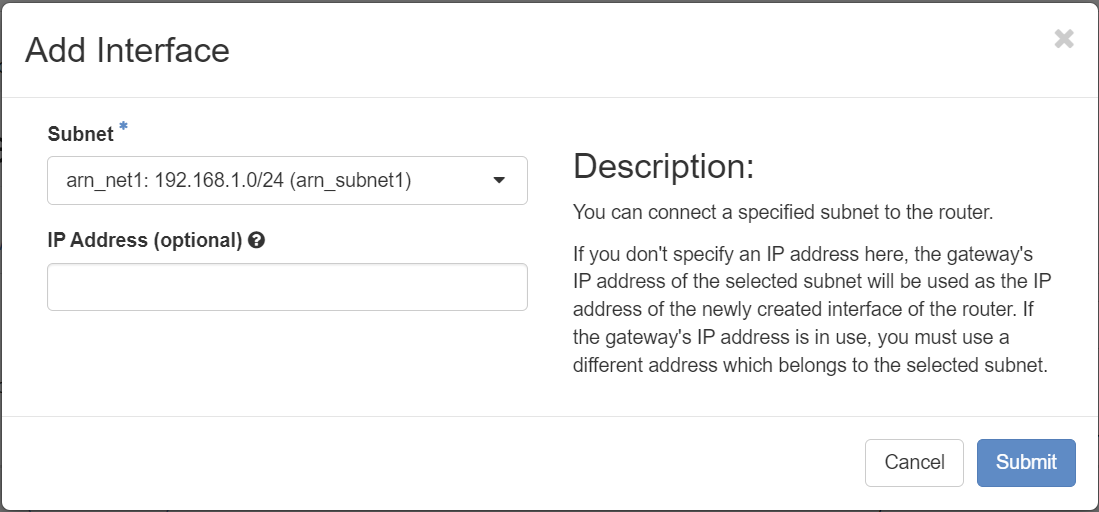 Add Interface
Subnet *
arn_net1: 192.168.1.0/24 (arn_subnet1)
IP Address (optional)
Description:
You can connect a specified subnet to the router.
If you don't specify an IP address here, the gateway's
IP address of the selected subnet will be used as the IP
address of the newly created interface of the router. If
the gateway's IP address is in use, you must use a
different address which belongs to the selected subnet.
Cancel
Submit